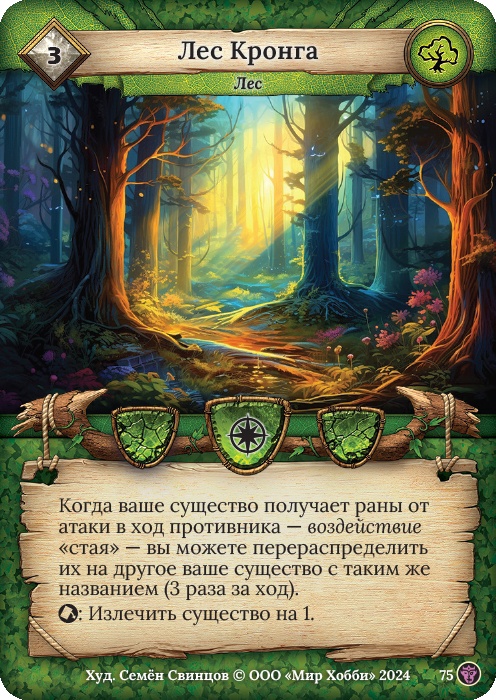 3
Лес Кронга
Лес
Когда ваше существо получает раны от
атаки в ход противника — воздействие
«стая» — вы можете перераспределить
их на другое ваше существо с таким же
названием (3 раза за ход).
: Излечить существо на 1.
Худ. Семён Свинцов © ООО «Мир Хобби» 2024
75